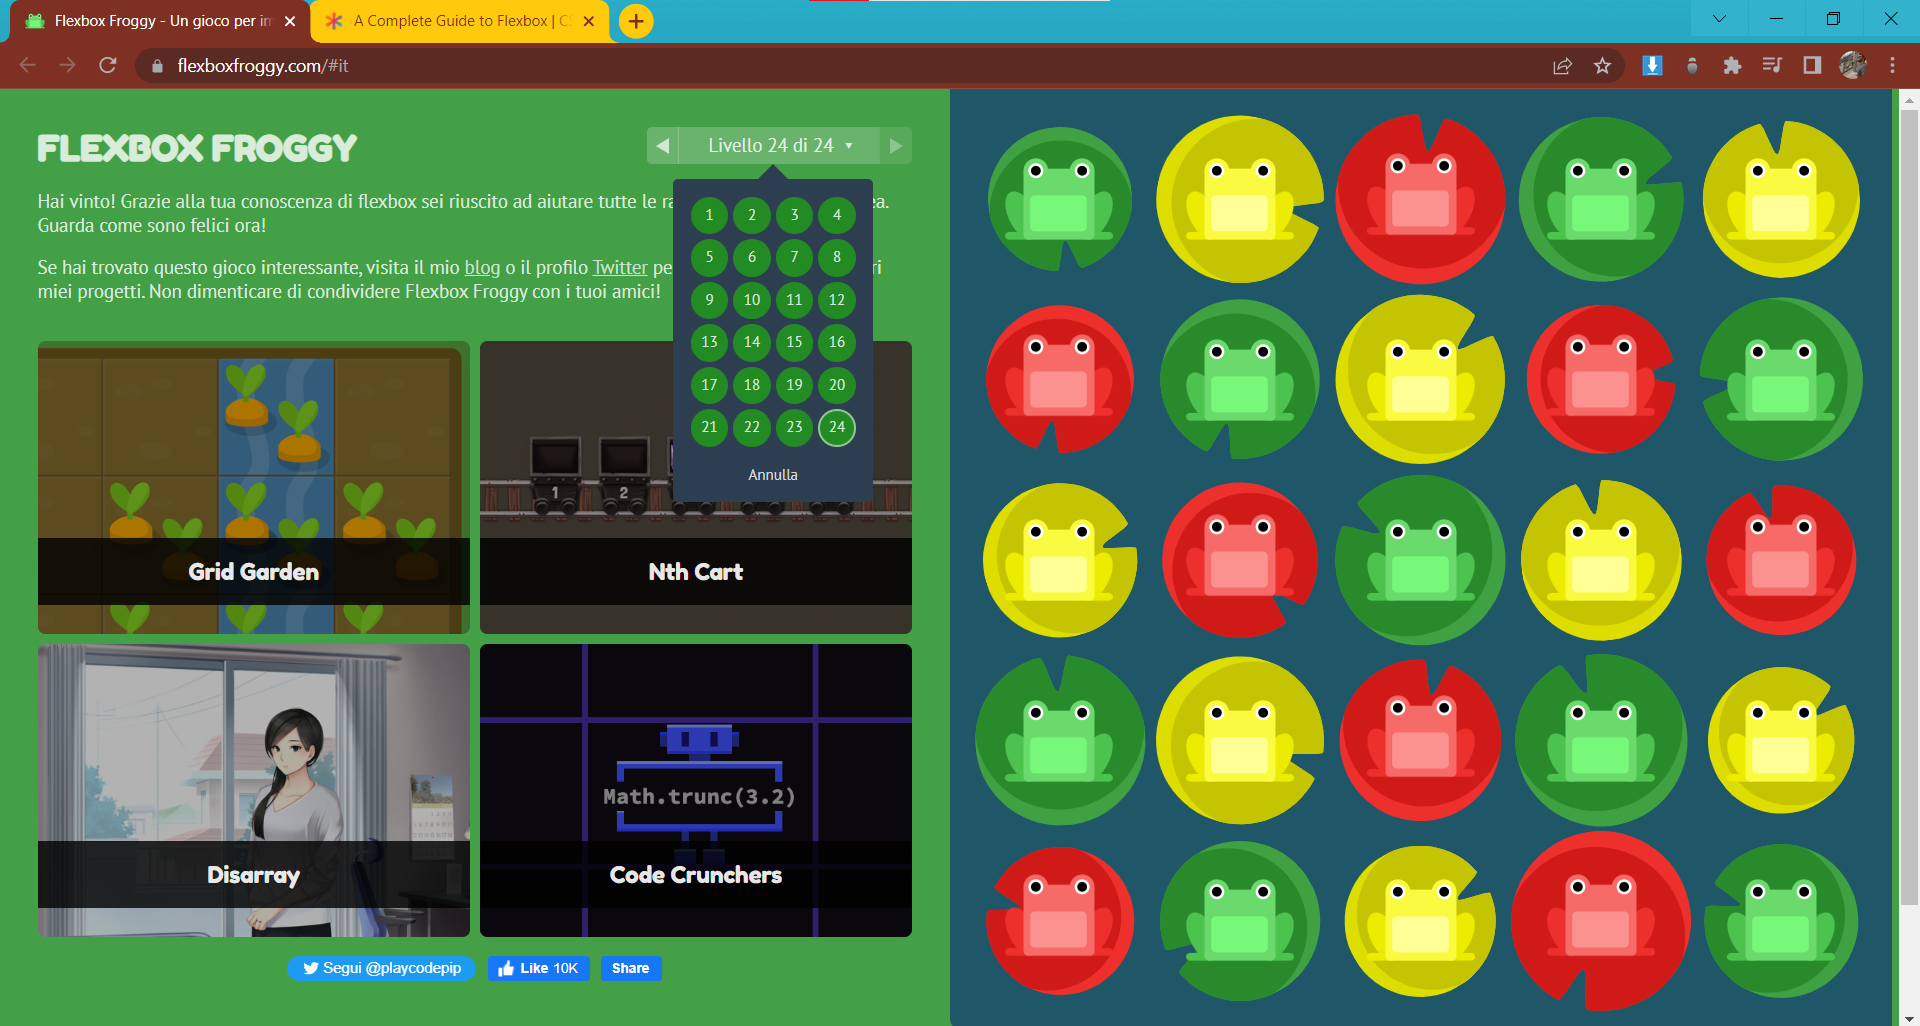 Flexbox Froggy - Un gioco per im
A Complete Guide to Flexbox | CS
flexboxfroggy.com/#it
FLEXBOX FROGGY
Livello 24 di 24
Hai vinto! Grazie alla tua conoscenza di flexbox sei riuscito ad aiutare tutte le ra
Guarda come sono felici ora!
Se hai trovato questo gioco interessante, visita il mio blog o il profilo Twitter pe
miei progetti. Non dimenticare di condividere Flexbox Froggy con i tuoi amici!
1 2 3 4
5 6 7 8
9 10 11 12
13 14 15 16
17 18 19 20
21 22 23 24
Annulla
1 2
Grid Garden
Nth Cart
Math.trunc(3.2)
Disarray
Code Crunchers
Segui @playcodepip
Like 10K
Share